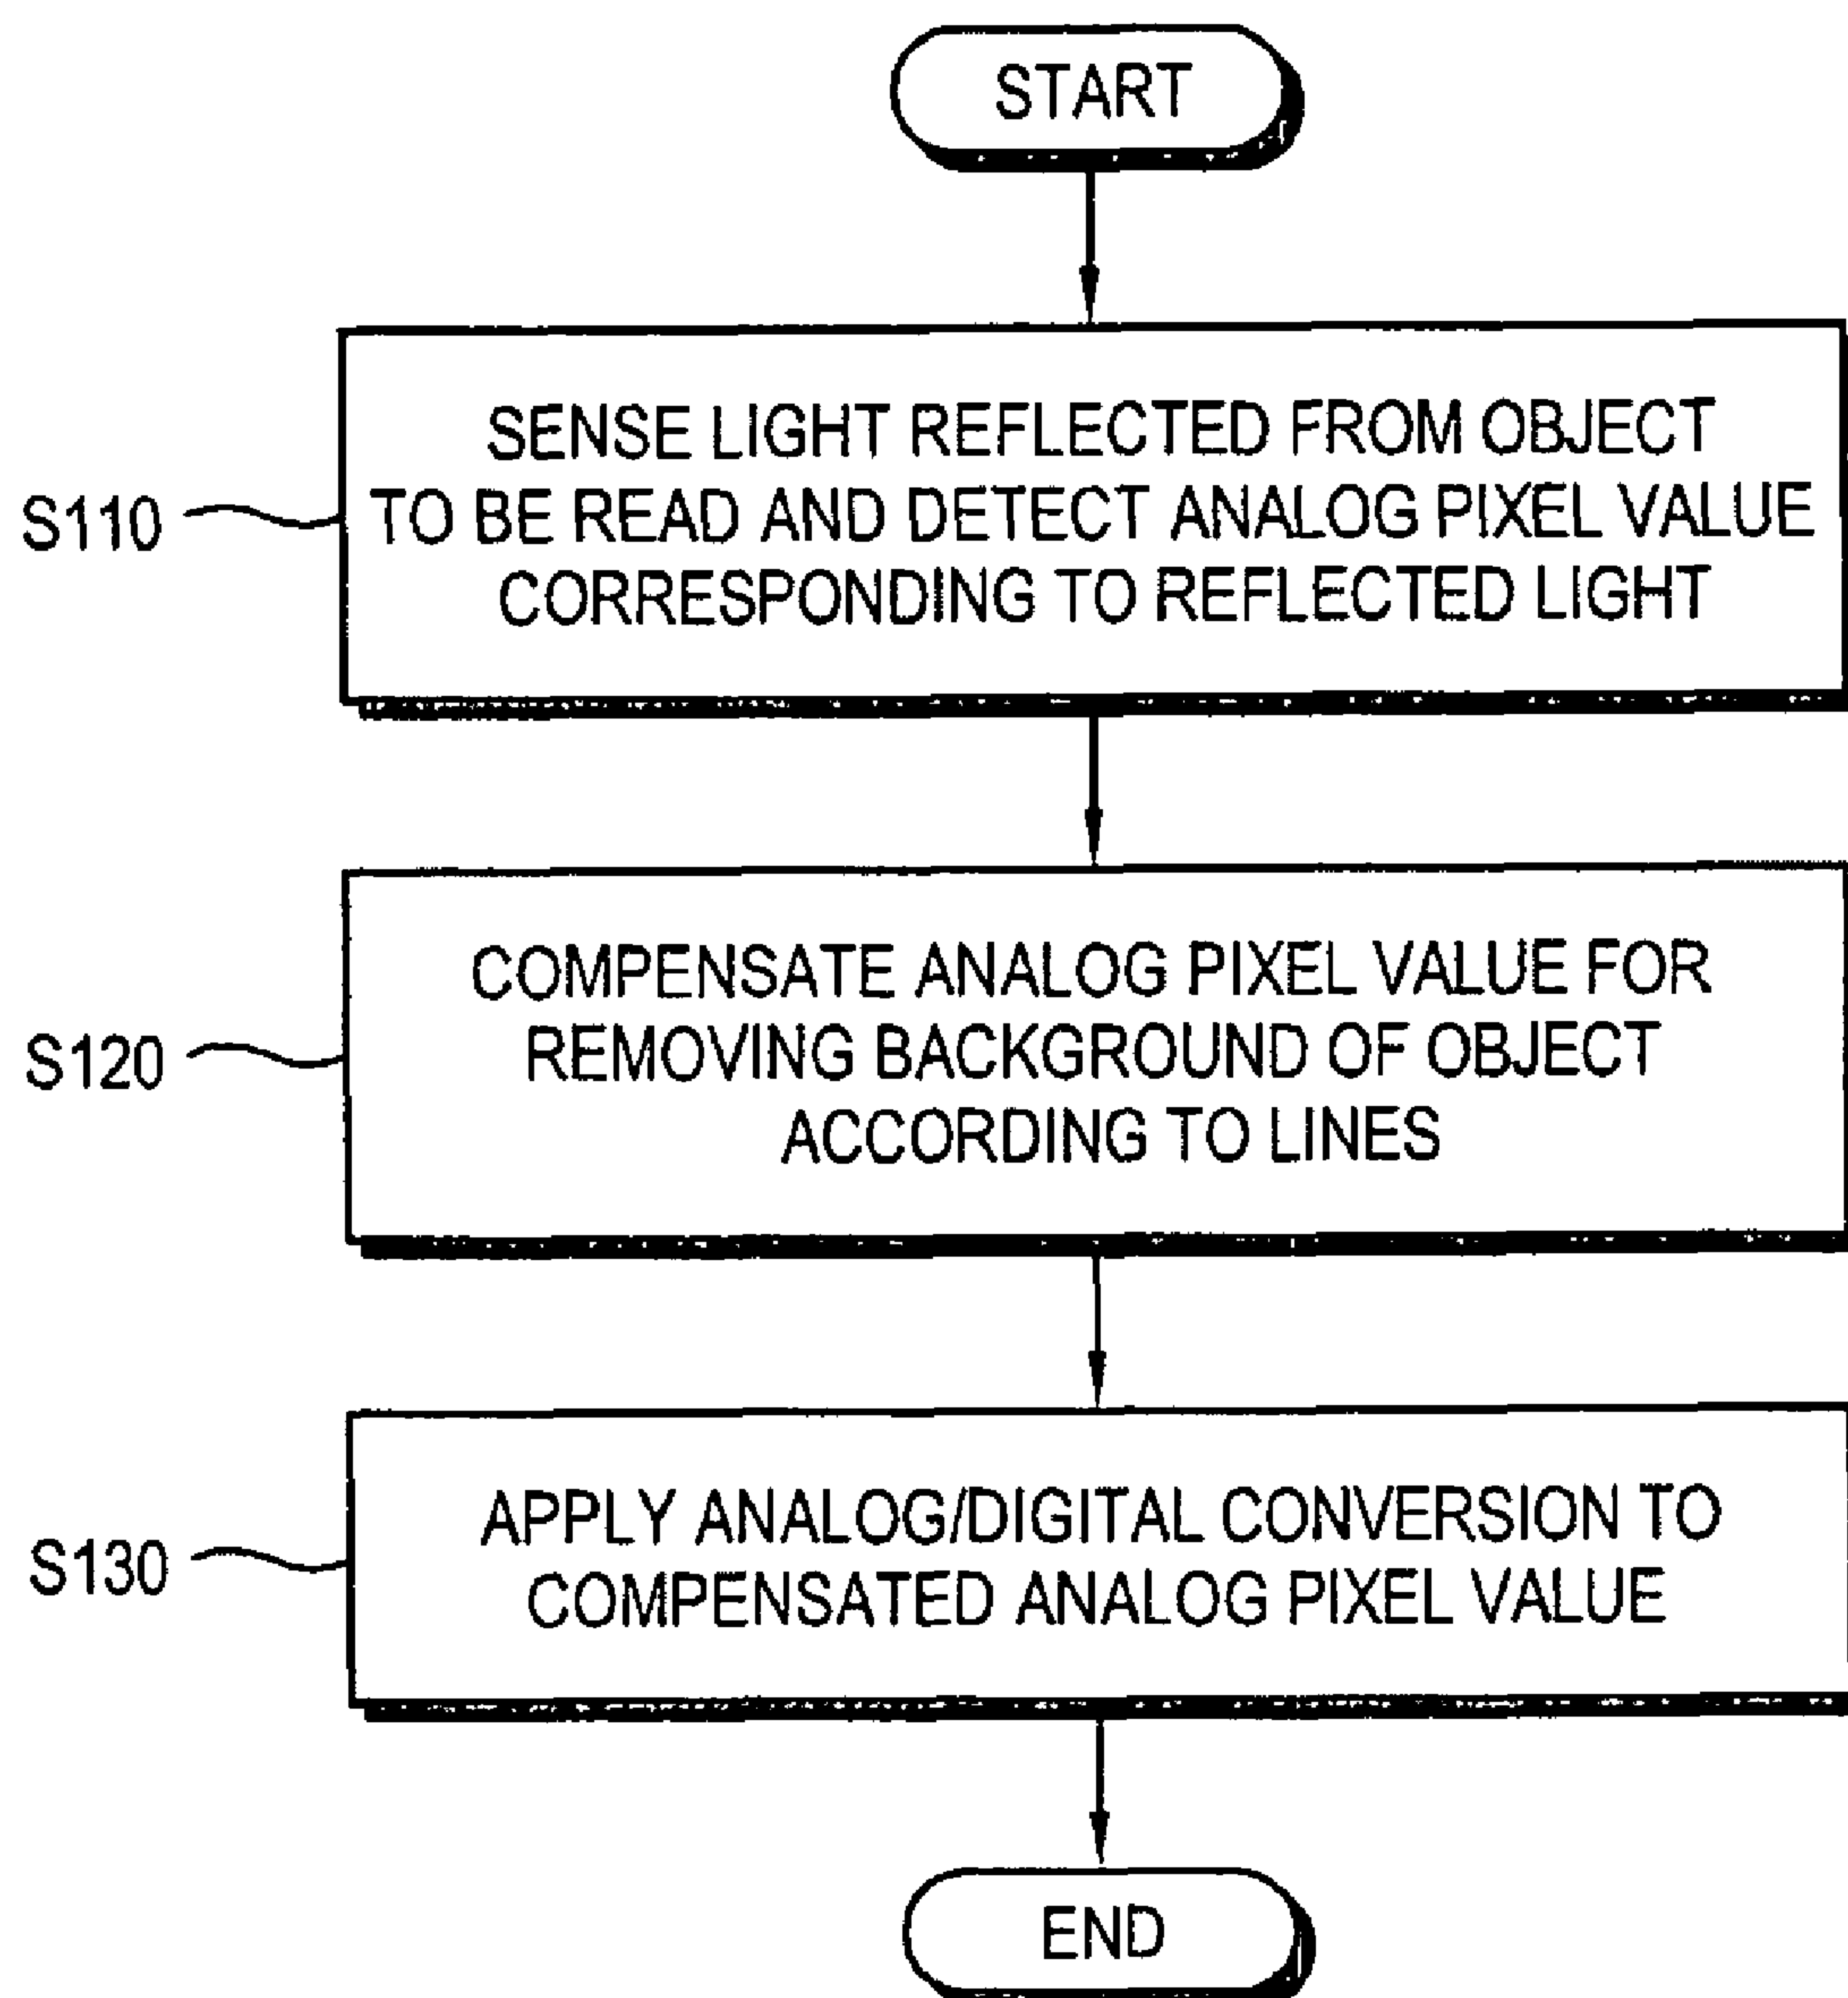 START
S110
SENSE LIGHT REFLECTED FROM OBJECT
TO BE READ AND DETECT ANALOG PIXEL VALUE
CORRESPONDING TO REFLECTED LIGHT
S120
COMPENSATE ANALOG PIXEL VALUE FOR
REMOVING BACKGROUND OF OBJECT
ACCORDING TO LINES
S130
APPLY ANALOG/DIGITAL CONVERSION TO
COMPENSATED ANALOG PIXEL VALUE
END